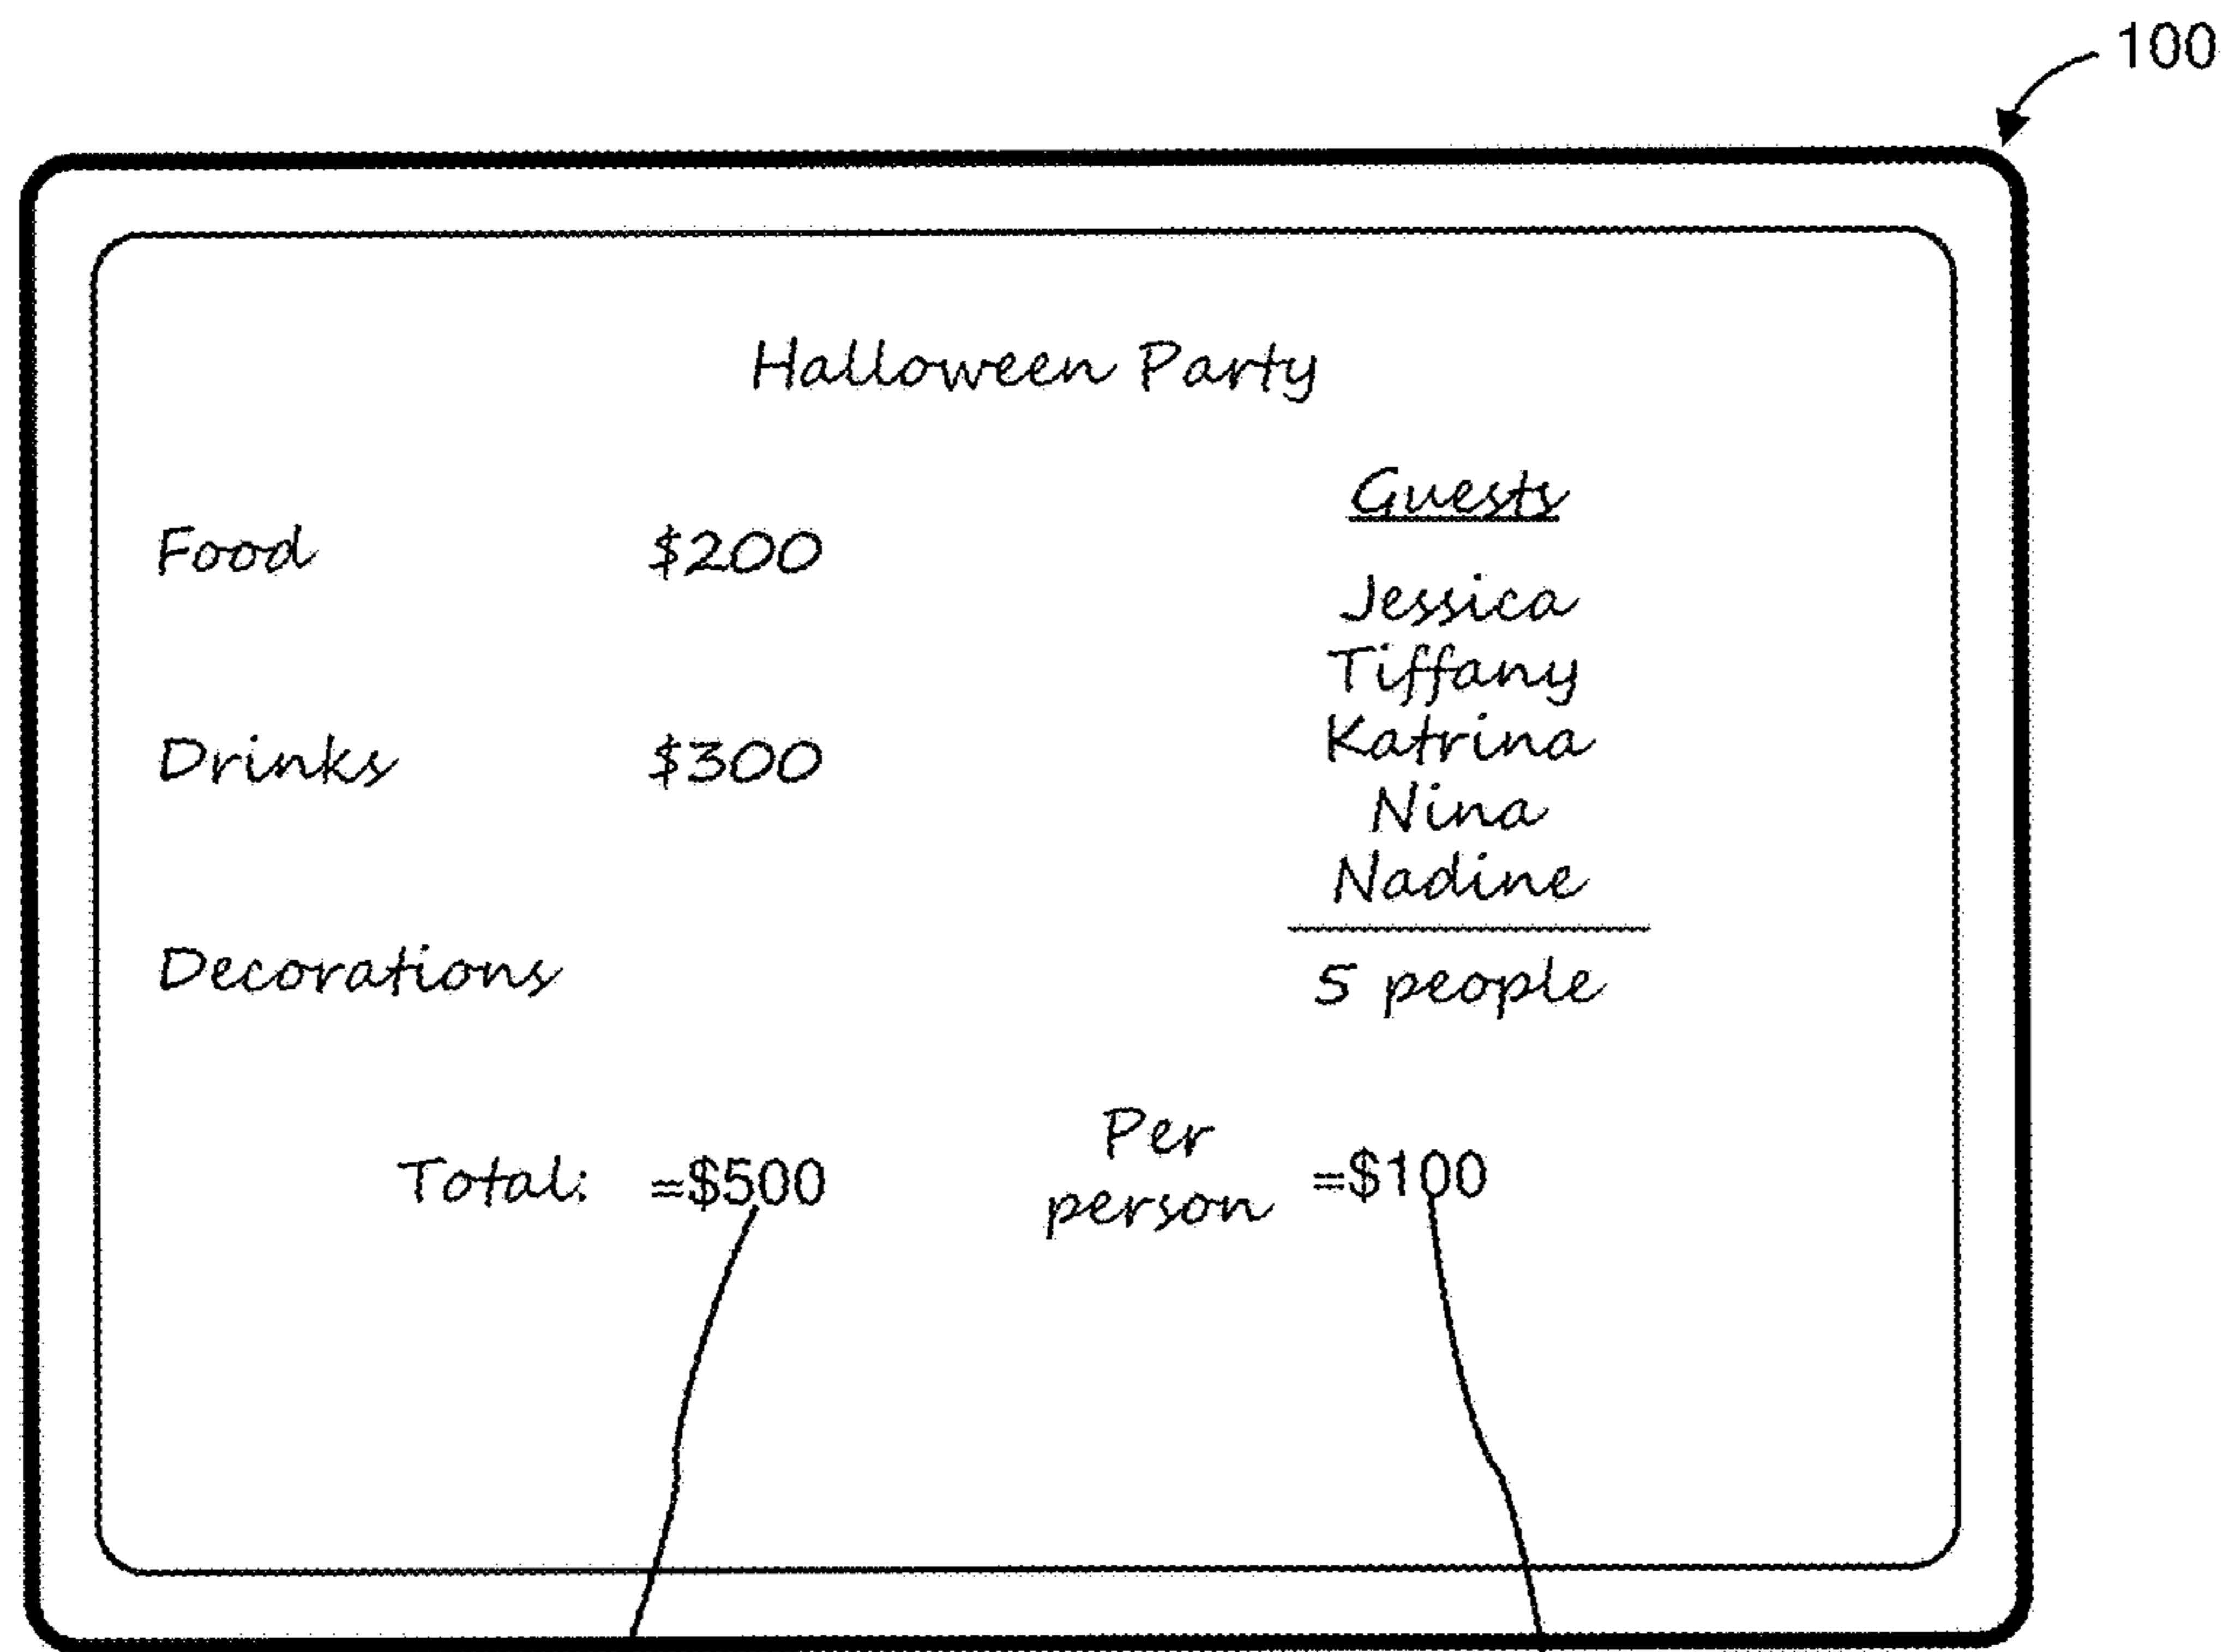 100
Halloween Party
Guests
Food $200
Jessica
Tiffany
Katrina
Drinks $300
Nina
Nadine
Decorations
5 people
Total: =$500
Per
person =$100